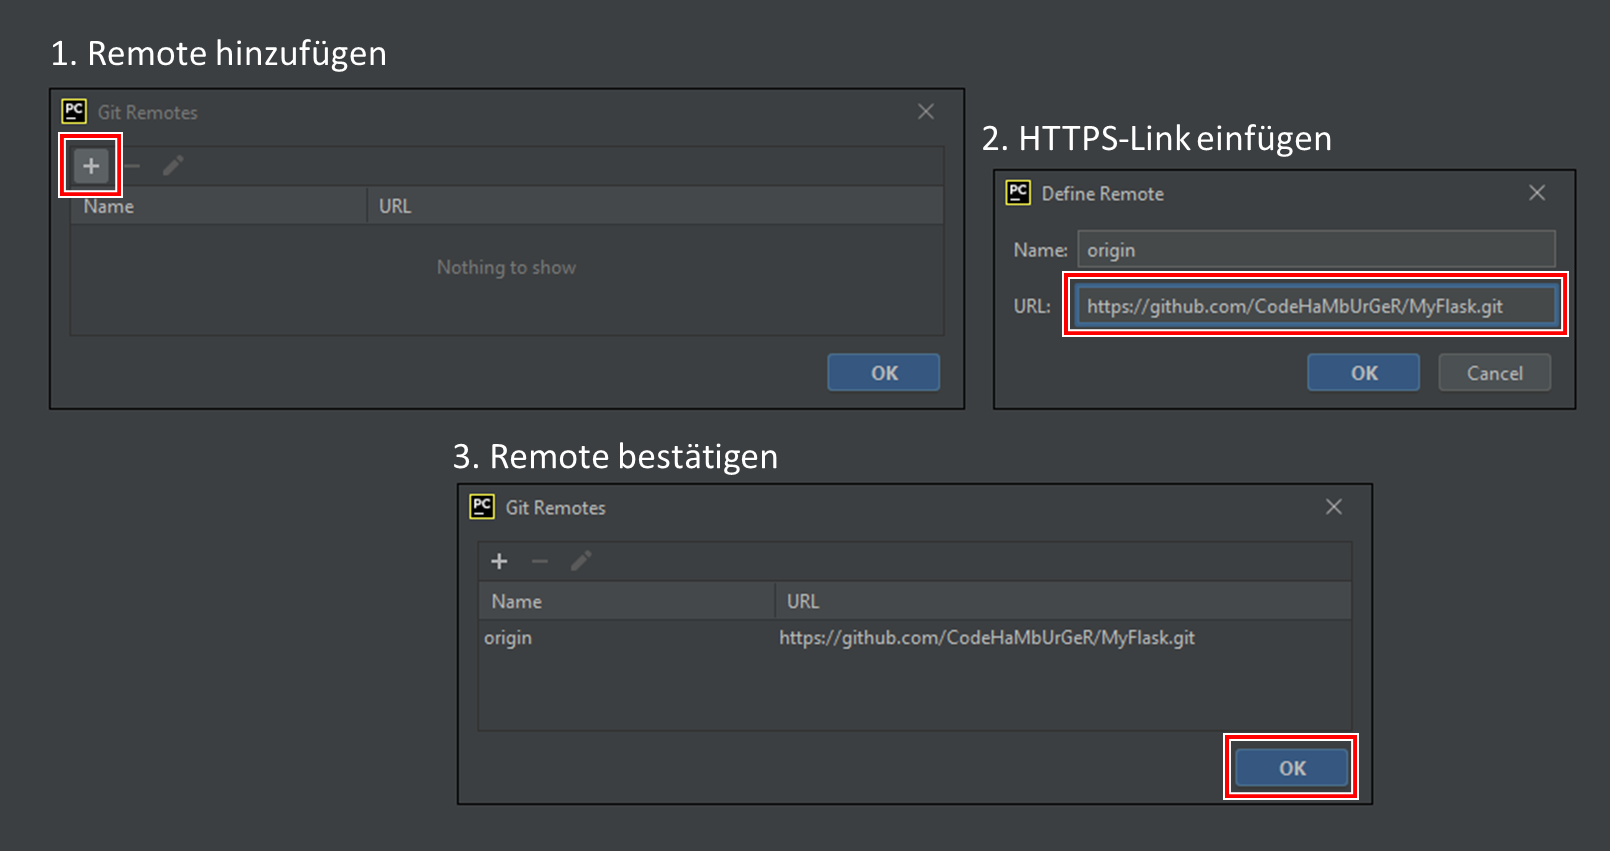 1. Remote hinzufügen
PC Git Remotes
Name URL
Nothing to show
OK
2. HTTPS-Link einfügen
PC Define Remote
Name: origin
URL: https://github.com/CodeHaMbUrGeR/MyFlask.git
OK Cancel
3. Remote bestätigen
PC Git Remotes
Name URL
origin https://github.com/CodeHaMbUrGeR/MyFlask.git
OK